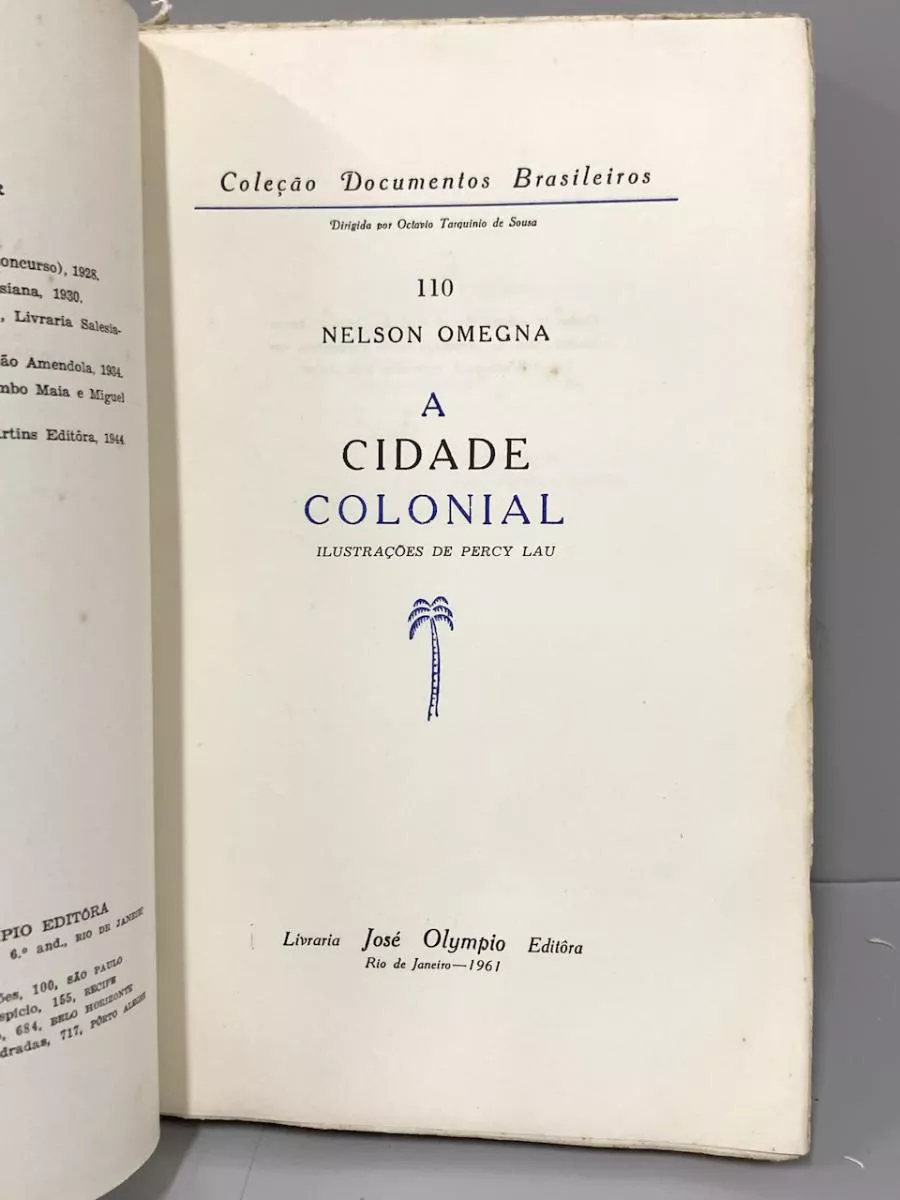 R
oncurso), 1928.
siana, 1930.
, Livraria Salesia-
ão Amendola, 1934.
mbo Maia e Miguel
rtins Editôra, 1944
PIO EDITÔRA
6.º and., RIO DE JANEIRO
ões, 100, SÃO PAULO
spício, 155, RECIFE
, 684, BELO HORIZONTE
dradas, 717, PÔRTO ALEGRE
Coleção Documentos Brasileiros
Dirigida por Octavio Tarquinio de Sousa
110
NELSON OMEGNA
A
CIDADE
COLONIAL
ILUSTRAÇÕES DE PERCY LAU
Livraria José Olympio Editôra
Rio de Janeiro—1961